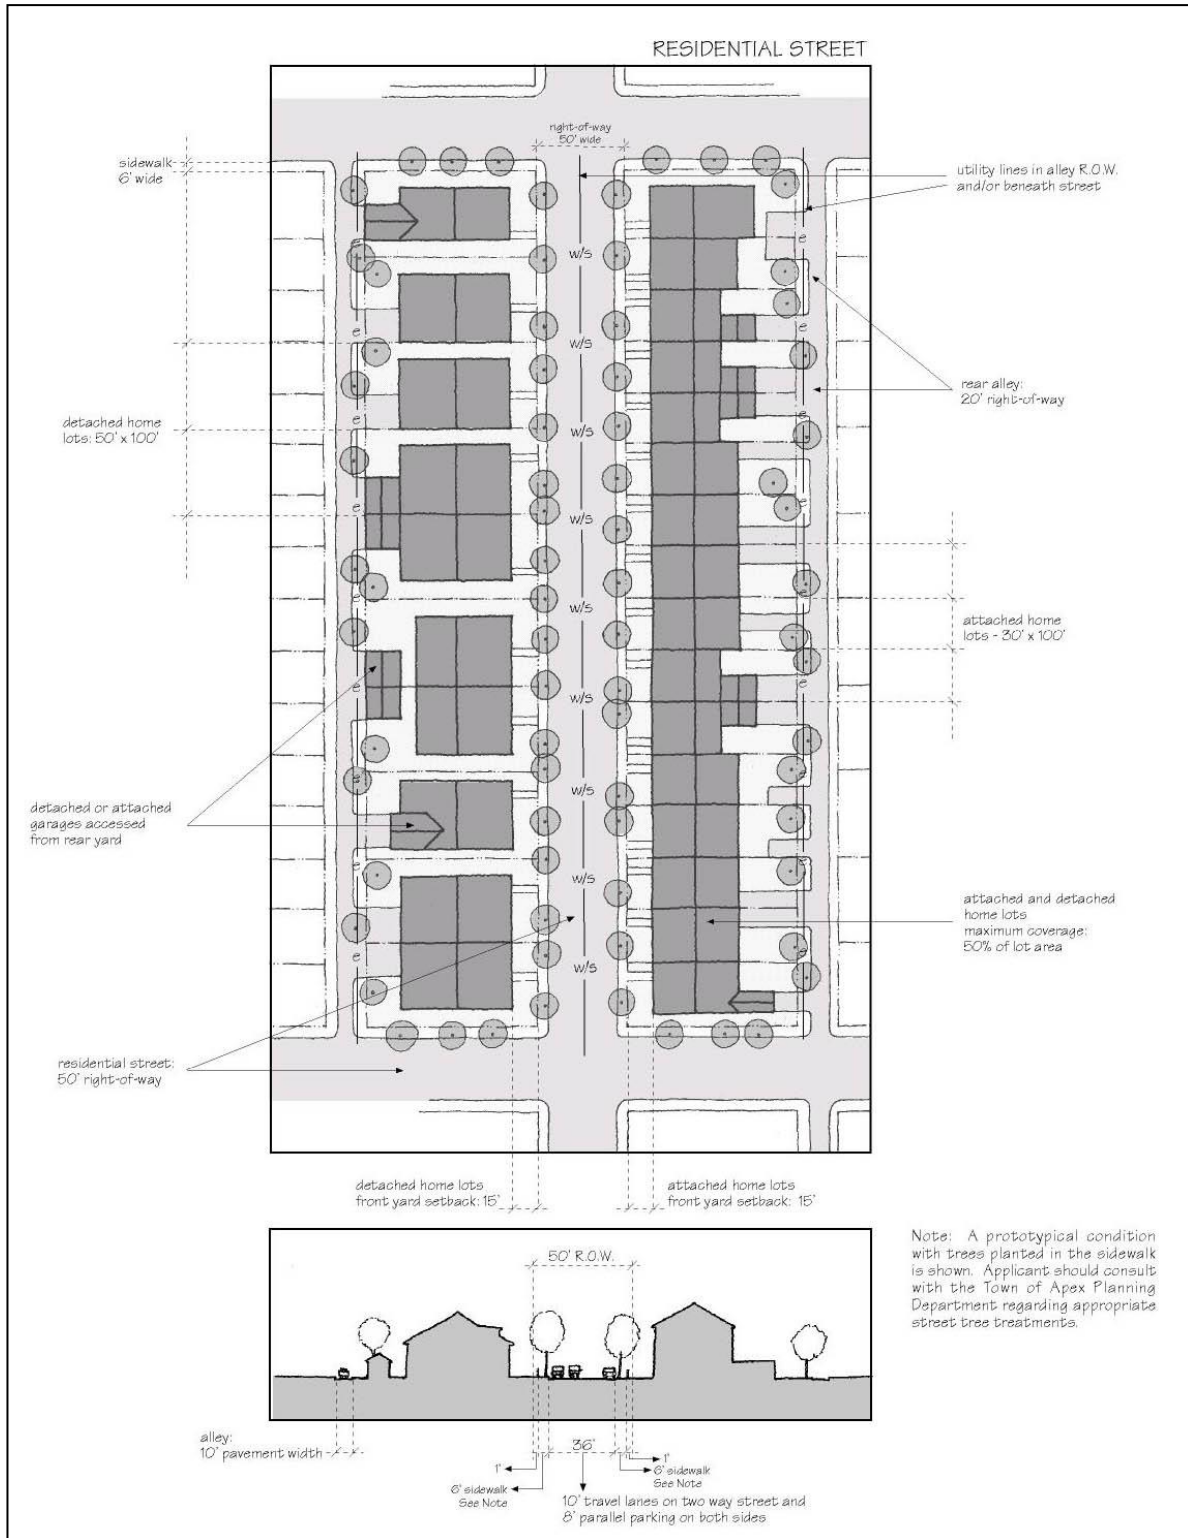 RESIDENTIAL STREET
right-of-way
50' wide
sidewalk
6' wide
utility lines in alley R.O.W.
and/or beneath street
w/s
e
e
w/s
e
e
w/s
e
e
w/s
e
e
w/s
e
e
w/s
e
e
w/s
e
e
w/s
e
e
w/s
e
e
rear alley:
20' right-of-way
detached home
lots: 50' x 100'
attached home
lots - 30' x 100'
detached or attached
garages accessed
from rear yard
attached and detached
home lots
maximum coverage:
50% of lot area
residential street:
50' right-of-way
detached home lots
front yard setback: 15'
attached home lots
front yard setback: 15'
50' R.O.W.
Note: A prototypical condition
with trees planted in the sidewalk
is shown. Applicant should consult
with the Town of Apex Planning
Department regarding appropriate
street tree treatments.
alley:
10' pavement width
36'
1'
1'
6' sidewalk
See Note
6' sidewalk
See Note
10' travel lanes on two way street and
8' parallel parking on both sides